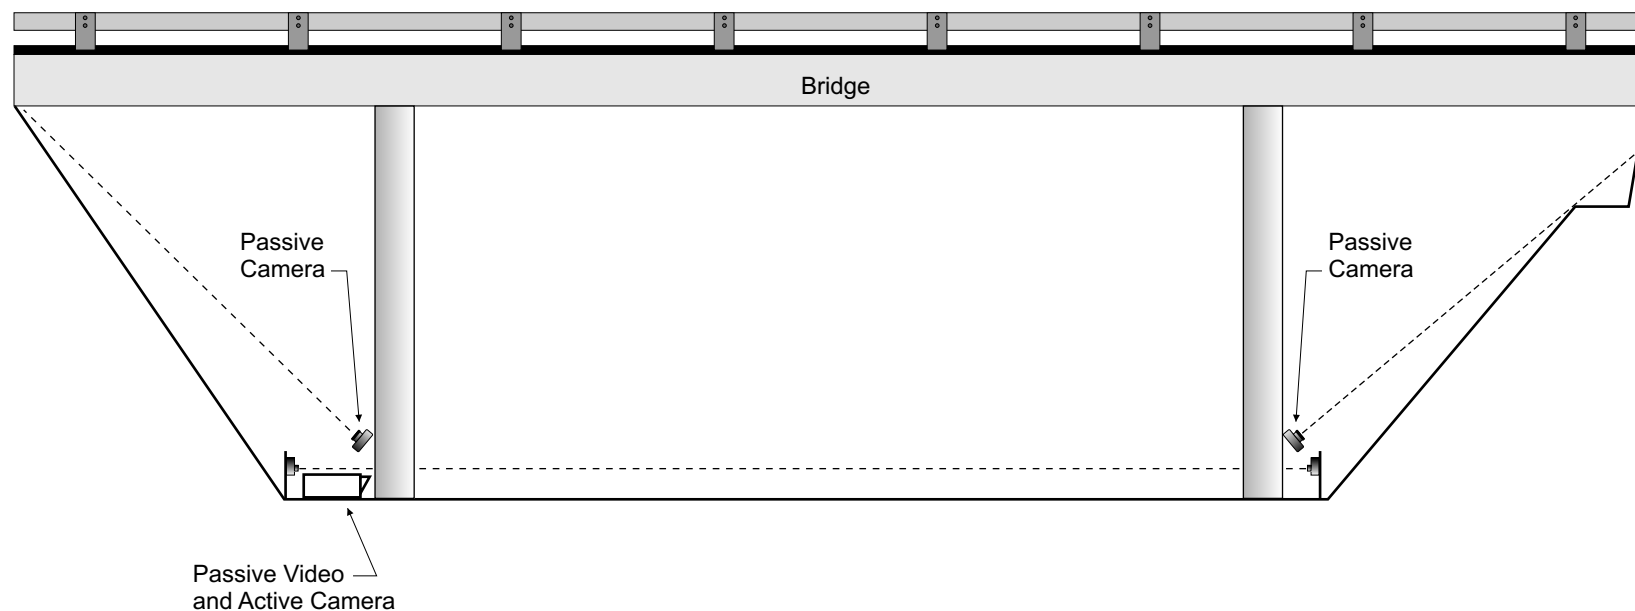 Bridge
Passive
Camera
Passive
Camera
Passive Video
and Active Camera